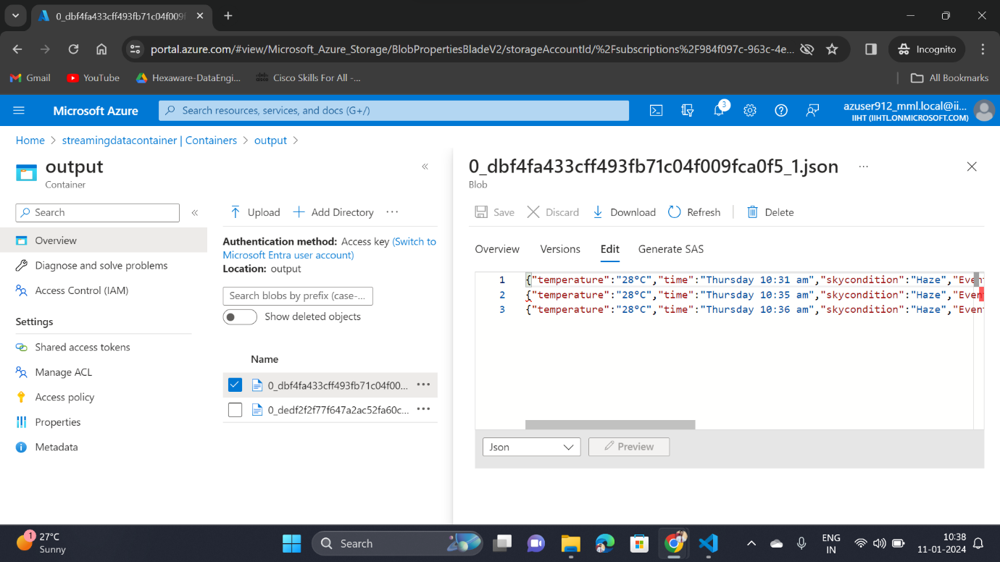 0_dbf4fa433cff493fb71c04f009f
portal.azure.com/#view/Microsoft_Azure_Storage/BlobPropertiesBladeV2/storageAccountId/%2Fsubscriptions%2F984f097c-963c-4e...
Incognito
Gmail
YouTube
Hexaware-DataEngi...
Cisco Skills For All -...
All Bookmarks
Microsoft Azure
Search resources, services, and docs (G+/)
3
azuser912_mml.local@ii...
IIHT (IIHTL.ONMICROSOFT.COM)
Home > streamingdatacontainer | Containers > output >
output
Container
Search
Overview
Diagnose and solve problems
Access Control (IAM)
Settings
Shared access tokens
Manage ACL
Access policy
Properties
Metadata
Upload
Add Directory
Authentication method: Access key (Switch to
Microsoft Entra user account)
Location: output
Search blobs by prefix (case-...
Show deleted objects
Name
0_dbf4fa433cff493fb71c04f00...
0_dedf2f2f77f647a2ac52fa60c...
0_dbf4fa433cff493fb71c04f009fca0f5_1.json
Blob
Save
Discard
Download
Refresh
Delete
Overview
Versions
Edit
Generate SAS
1 {"temperature":"28°C","time":"Thursday 10:31 am","skycondition":"Haze","Event
2 {"temperature":"28°C","time":"Thursday 10:35 am","skycondition":"Haze","Even
3 {"temperature":"28°C","time":"Thursday 10:36 am","skycondition":"Haze","Event
Json
Preview
1
27°C
Sunny
Search
ENG
IN
10:38
11-01-2024